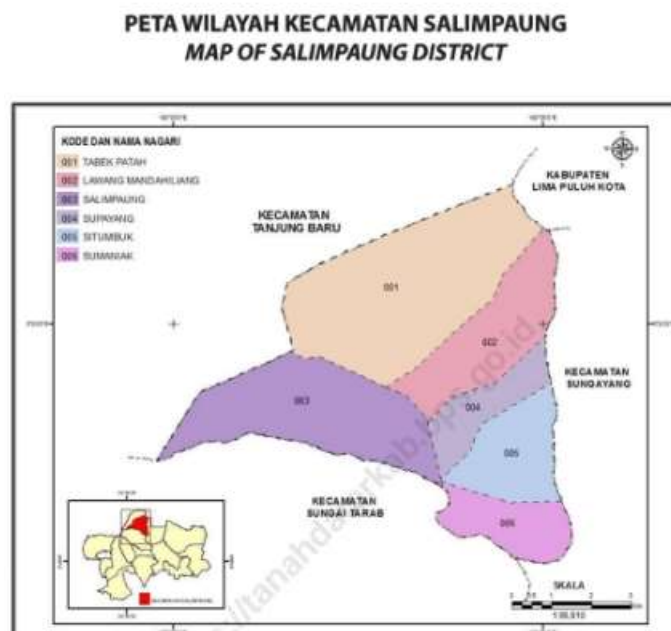 PETA WILAYAH KECAMATAN SALIMPAUNG
MAP OF SALIMPAUNG DISTRICT
KODE DAN NAMA NAGARI
001 TABEK PATAH
002 LAWANG MANDAHILIANG
003 SALIMPAUNG
004 SUPAYANG
005 SITUMBUK
006 SUMANIAK
KABUPATEN
LIMA PULUH KOTA
KECAMATAN
TANJUNG BARU
001
002
KECAMATAN
SUNGAYANG
003
004
005
KECAMATAN
SUNGAI TARAB
006
SKALA